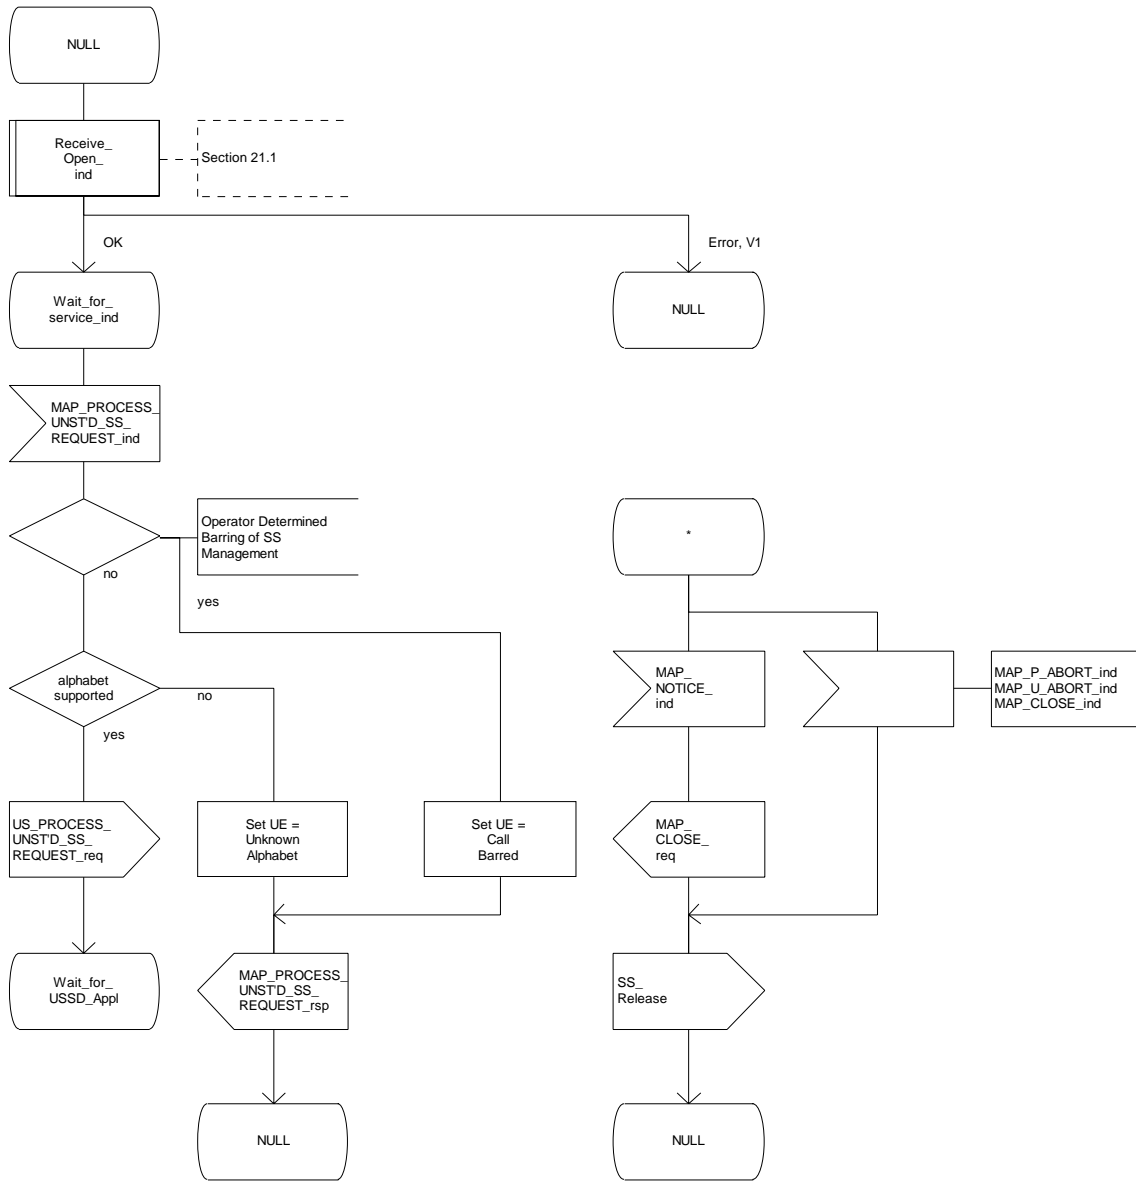 NULL
Receive_
Open_
ind
Section 21.1
OK
Error, V1
Wait_for_
service_ind
NULL
MAP_PROCESS_
UNST'D_SS_
REQUEST_ind
Operator Determined
Barring of SS
Management
no
yes
*
alphabet
supported
no
yes
MAP_
NOTICE_
ind
MAP_P_ABORT_ind
MAP_U_ABORT_ind
MAP_CLOSE_ind
US_PROCESS_
UNST'D_SS_
REQUEST_req
Set UE =
Unknown
Alphabet
Set UE =
Call
Barred
MAP_
CLOSE_
req
Wait_for_
USSD_Appl
MAP_PROCESS_
UNST'D_SS_
REQUEST_rsp
SS_
Release
NULL
NULL